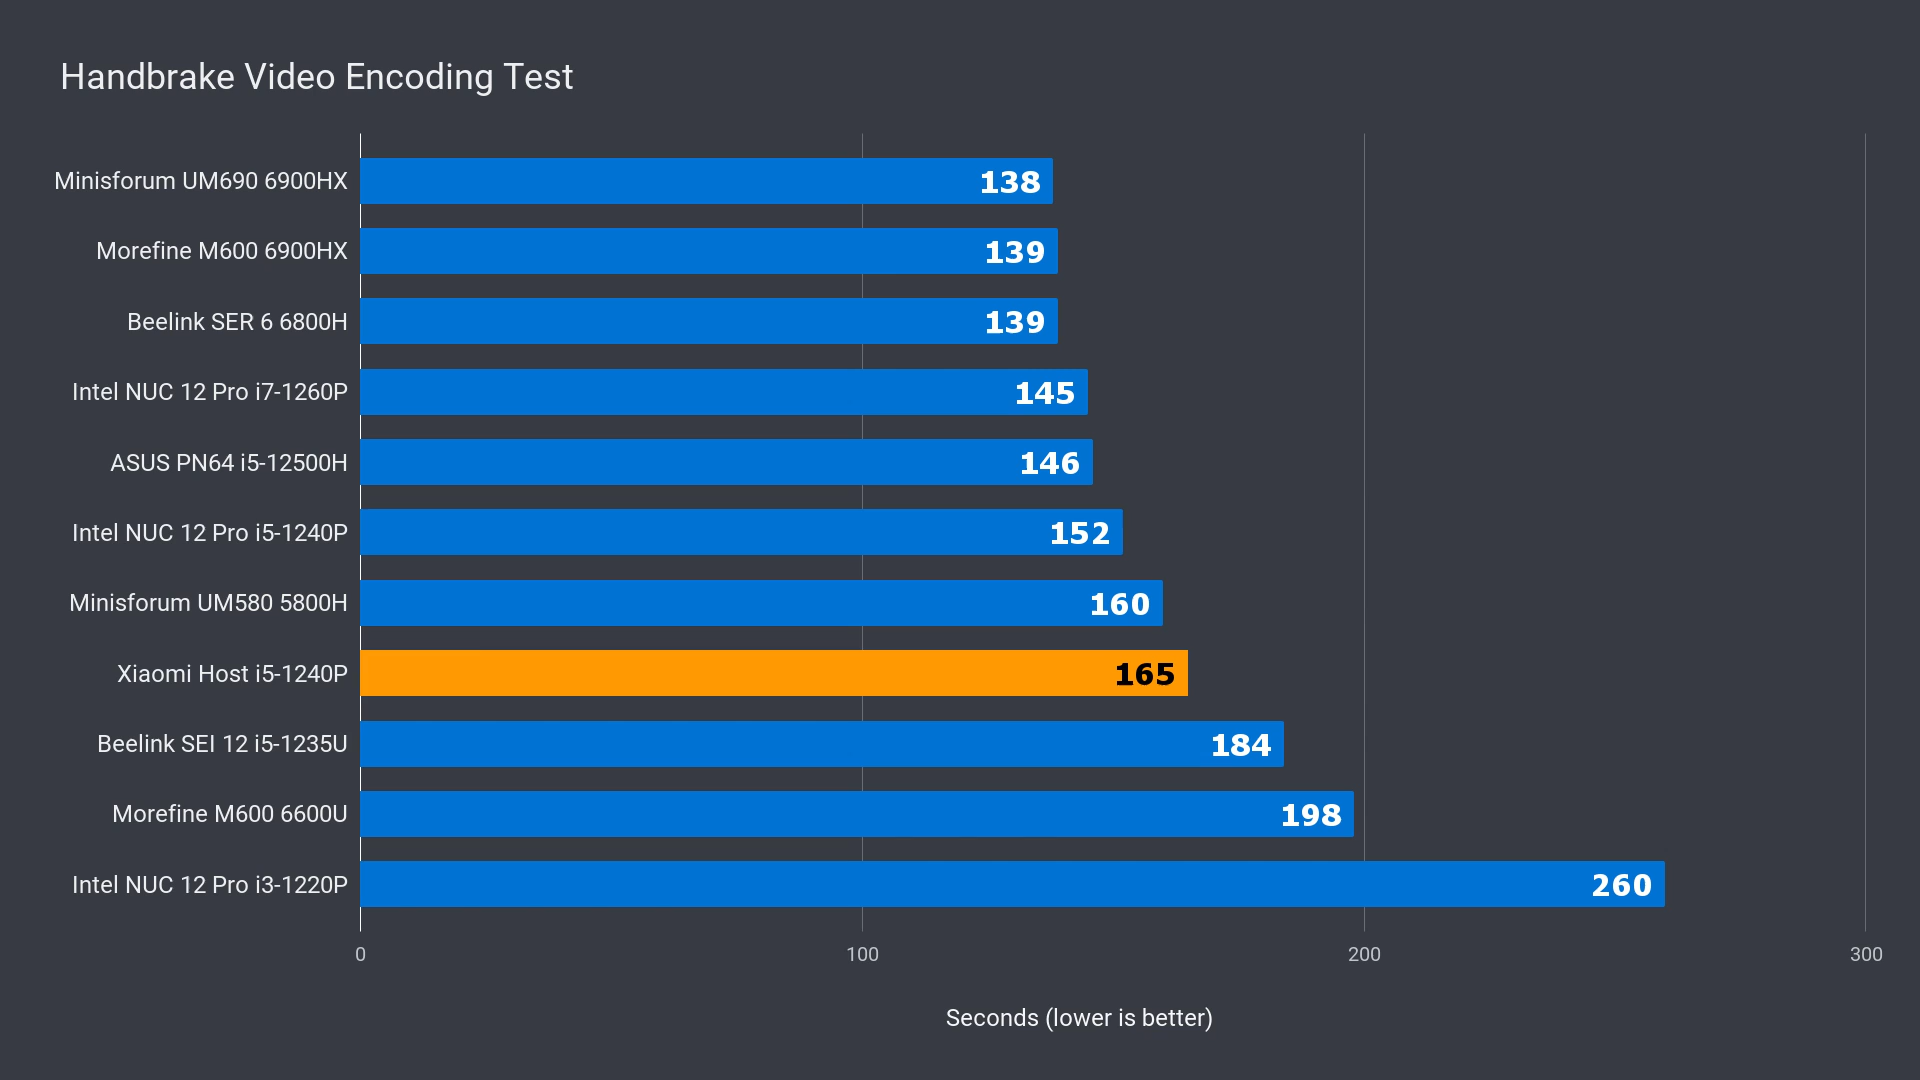 Handbrake Video Encoding Test
Minisforum UM690 6900HX 138
Morefine M600 6900HX 139
Beelink SER 6 6800H 139
Intel NUC 12 Pro i7-1260P 145
ASUS PN64 i5-12500H 146
Intel NUC 12 Pro i5-1240P 152
Minisforum UM580 5800H 160
Xiaomi Host i5-1240P 165
Beelink SEI 12 i5-1235U 184
Morefine M600 6600U 198
Intel NUC 12 Pro i3-1220P 260
0 100 200 300
Seconds (lower is better)